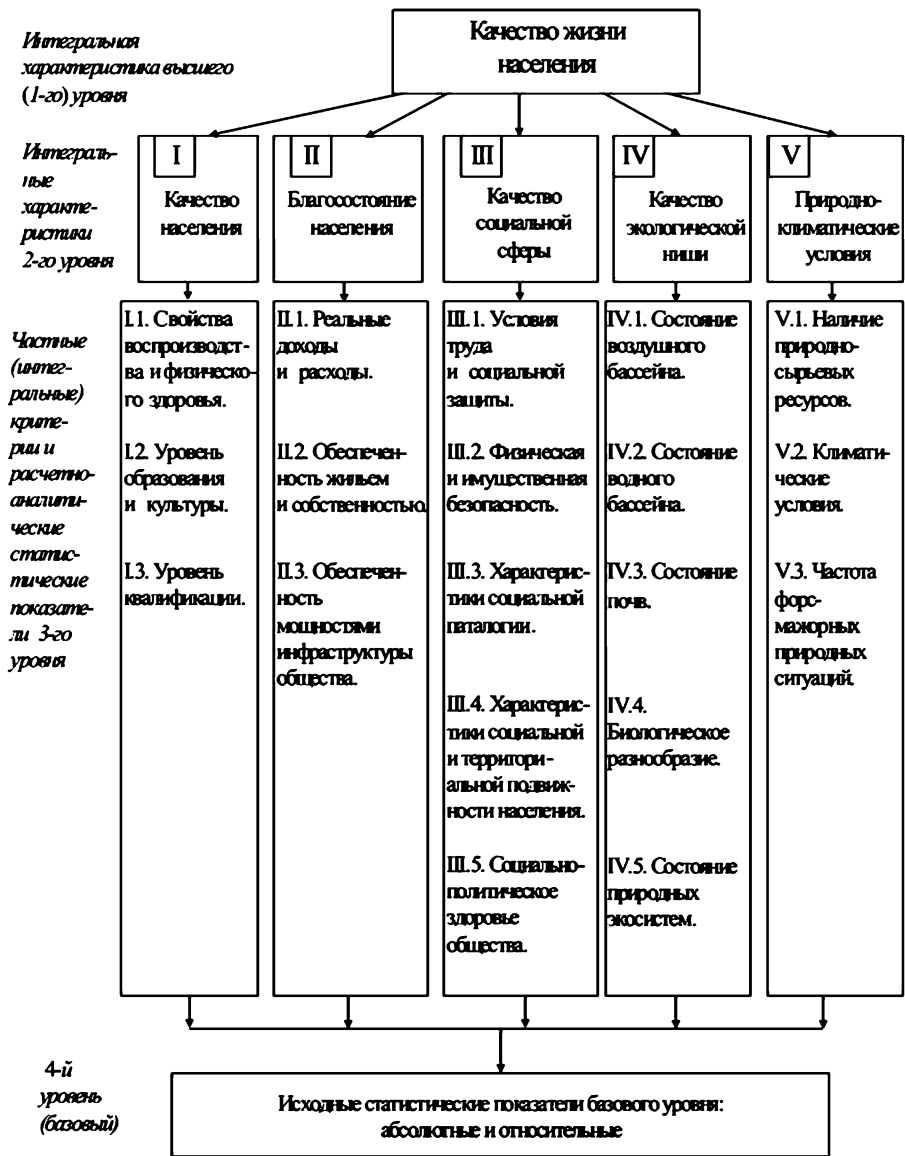 Интегральная
характеристика высшего
(1-го) уровня
Качество жизни
населения
Интеграль-
ные
характе-
ристики
2-го уровня
I
Качество
населения
II
Благосостояние
населения
III
Качество
социальной
сферы
IV
Качество
экологической
ниши
V
Природно-
климатические
условия
Частные
(интег-
ральные)
крите-
рии и
расчетно-
аналити-
ческие
статис-
тические
показате-
ли 3-го
уровня
I.1. Свойства
воспроизводст-
ва и физическо-
го здоровья.
I.2. Уровень
образования
и культуры.
I.3. Уровень
квалификации.
II.1. Реальные
доходы
и расходы.
II.2. Обеспечен-
ность жильем
и собственностью.
II.3. Обеспечен-
ность
мощностями
инфраструктуры
общества.
III.1. Условия
труда
и социальной
защиты.
III.2. Физическая
и имущественная
безопасность.
III.3. Характерис-
тики социальной
паталогии.
III.4. Характерис-
тики социальной
и территори-
альной подвиж-
ности населения.
III.5. Социально-
политическое
здоровье
общества.
IV.1. Состояние
воздушного
бассейна.
IV.2. Состояние
водного
бассейна.
IV.3. Состояние
почв.
IV.4.
Биологическое
разнообразие.
IV.5. Состояние
природных
экосистем.
V.1. Наличие
природно-
сырьевых
ресурсов.
V.2. Климати-
ческие
условия.
V.3. Частота
форс-
мажорных
природных
ситуаций.
4-й
уровень
(базовый)
Исходные статистические показатели базового уровня:
абсолютные и относительные